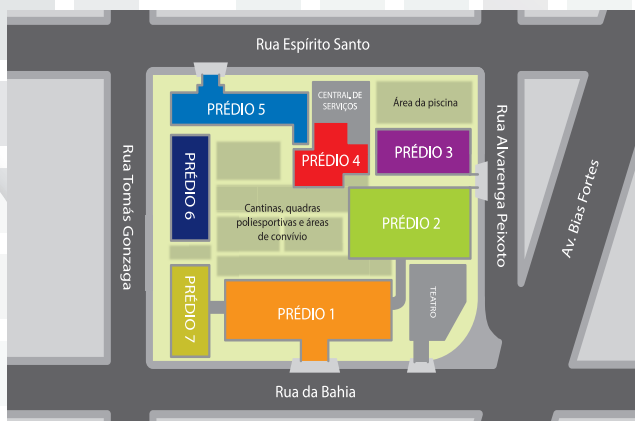 Rua Espírito Santo
CENTRAL DE
SERVIÇOS
Área da piscina
PRÉDIO 5
PRÉDIO 3
PRÉDIO 4
Rua Tomás Gonzaga
PRÉDIO 6
Rua Alvarenga Peixoto
Av. Bias Fortes
Cantinas, quadras
poliesportivas e áreas
de convívio
PRÉDIO 2
PRÉDIO 7
PRÉDIO 1
TEATRO
Rua da Bahia